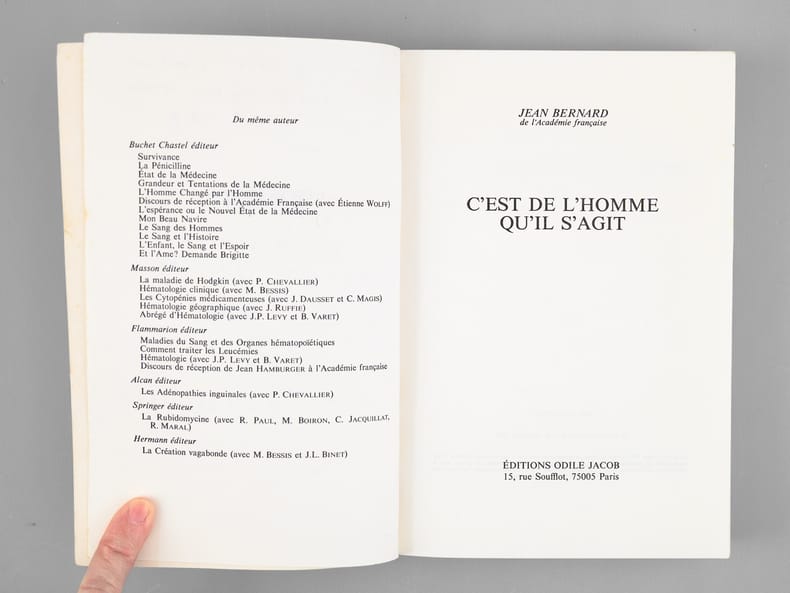 Du même auteur
Buchet Chastel éditeur
Survivance
La Pénicilline
État de la Médecine
Grandeur et Tentations de la Médecine
L'Homme Changé par l'Homme
Discours de réception à l'Académie Française (avec Étienne WOLFF)
L'espérance ou le Nouvel État de la Médecine
Mon Beau Navire
Le Sang des Hommes
Le Sang et l'Histoire
L'Enfant, le Sang et l'Espoir
Et l'Ame? Demande Brigitte
Masson éditeur
La maladie de Hodgkin (avec P. CHEVALLIER)
Hématologie clinique (avec M. BESSIS)
Les Cytopénies médicamenteuses (avec J. DAUSSET et C. MAGIS)
Hématologie géographique (avec J. RUFFIE)
Abrégé d'Hématologie (avec J.P. LEVY et B. VARET)
Flammarion éditeur
Maladies du Sang et des Organes hématopoïétiques
Comment traiter les Leucémies
Hématologie (avec J.P. LEVY et B. VARET)
Discours de réception de Jean HAMBURGER à l'Académie française
Alcan éditeur
Les Adénopathies inguinales (avec P. CHEVALLIER)
Springer éditeur
La Rubidomycine (avec R. PAUL, M. BOIRON, C. JACQUILLAT,
R. MARAL)
Hermann éditeur
La Création vagabonde (avec M. BESSIS et J.L. BINET)
JEAN BERNARD
de l'Académie française
C'EST DE L'HOMME
QU'IL S'AGIT
ÉDITIONS ODILE JACOB
15, rue Soufflot, 75005 Paris